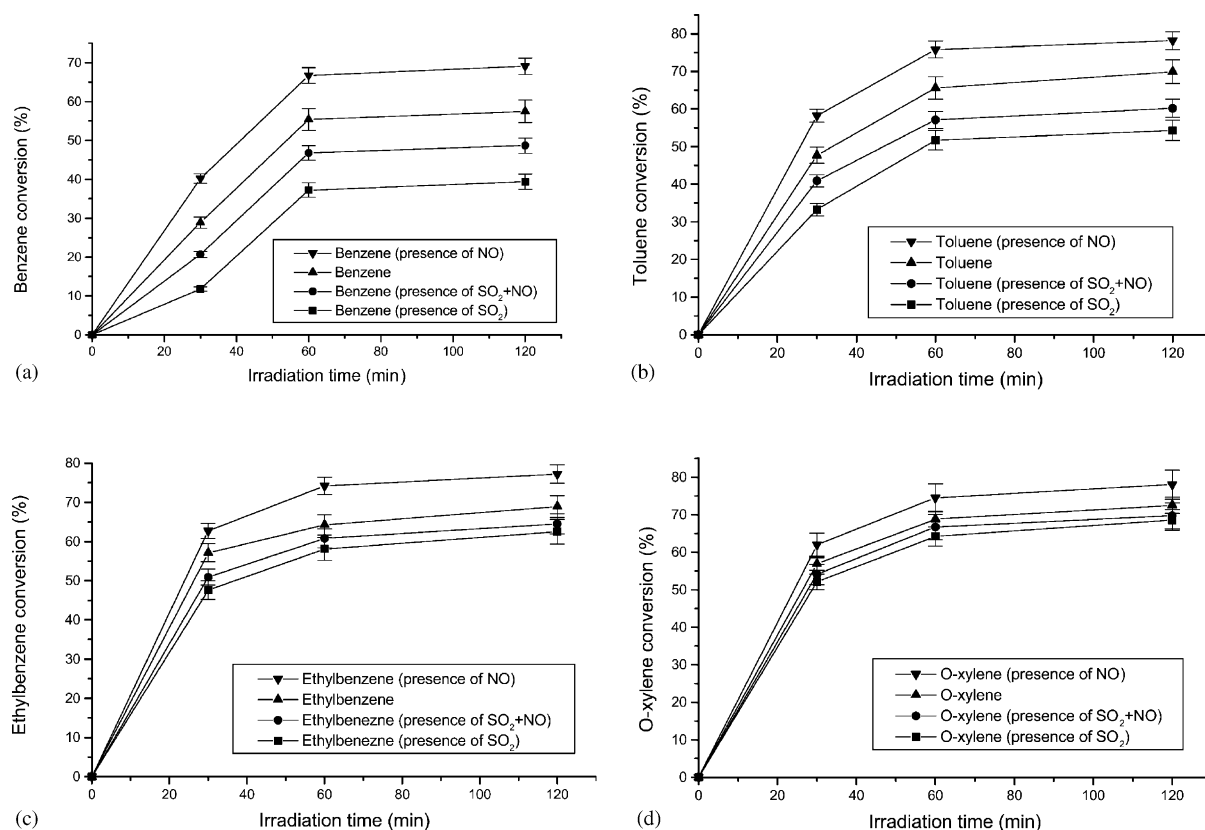 Benzene conversion (%)
70
60
50
40
30
20
10
0
Benzene (presence of NO)
Benzene
Benzene (presence of SO₂+NO)
Benzene (presence of SO₂)
0 20 40 60 80 100 120
(a)
Irradiation time (min)
Toluene conversion (%)
80
70
60
50
40
30
20
10
0
Toluene (presence of NO)
Toluene
Toluene (presence of SO₂+NO)
Toluene (presence of SO₂)
0 20 40 60 80 100 120
(b)
Irradiation time (min)
Ethylbenzene conversion (%)
80
70
60
50
40
30
20
10
0
Ethylbenzene (presence of NO)
Ethylbenzene
Ethylbenezne (presence of SO₂+NO)
Ethylbenezne (presence of SO₂)
0 20 40 60 80 100 120
(c)
Irradiation time (min)
O-xylene conversion (%)
80
70
60
50
40
30
20
10
0
O-xylene (presence of NO)
O-xylene
O-xylene (presence of SO₂+NO)
O-xylene (presence of SO₂)
0 20 40 60 80 100 120
(d)
Irradiation time (min)